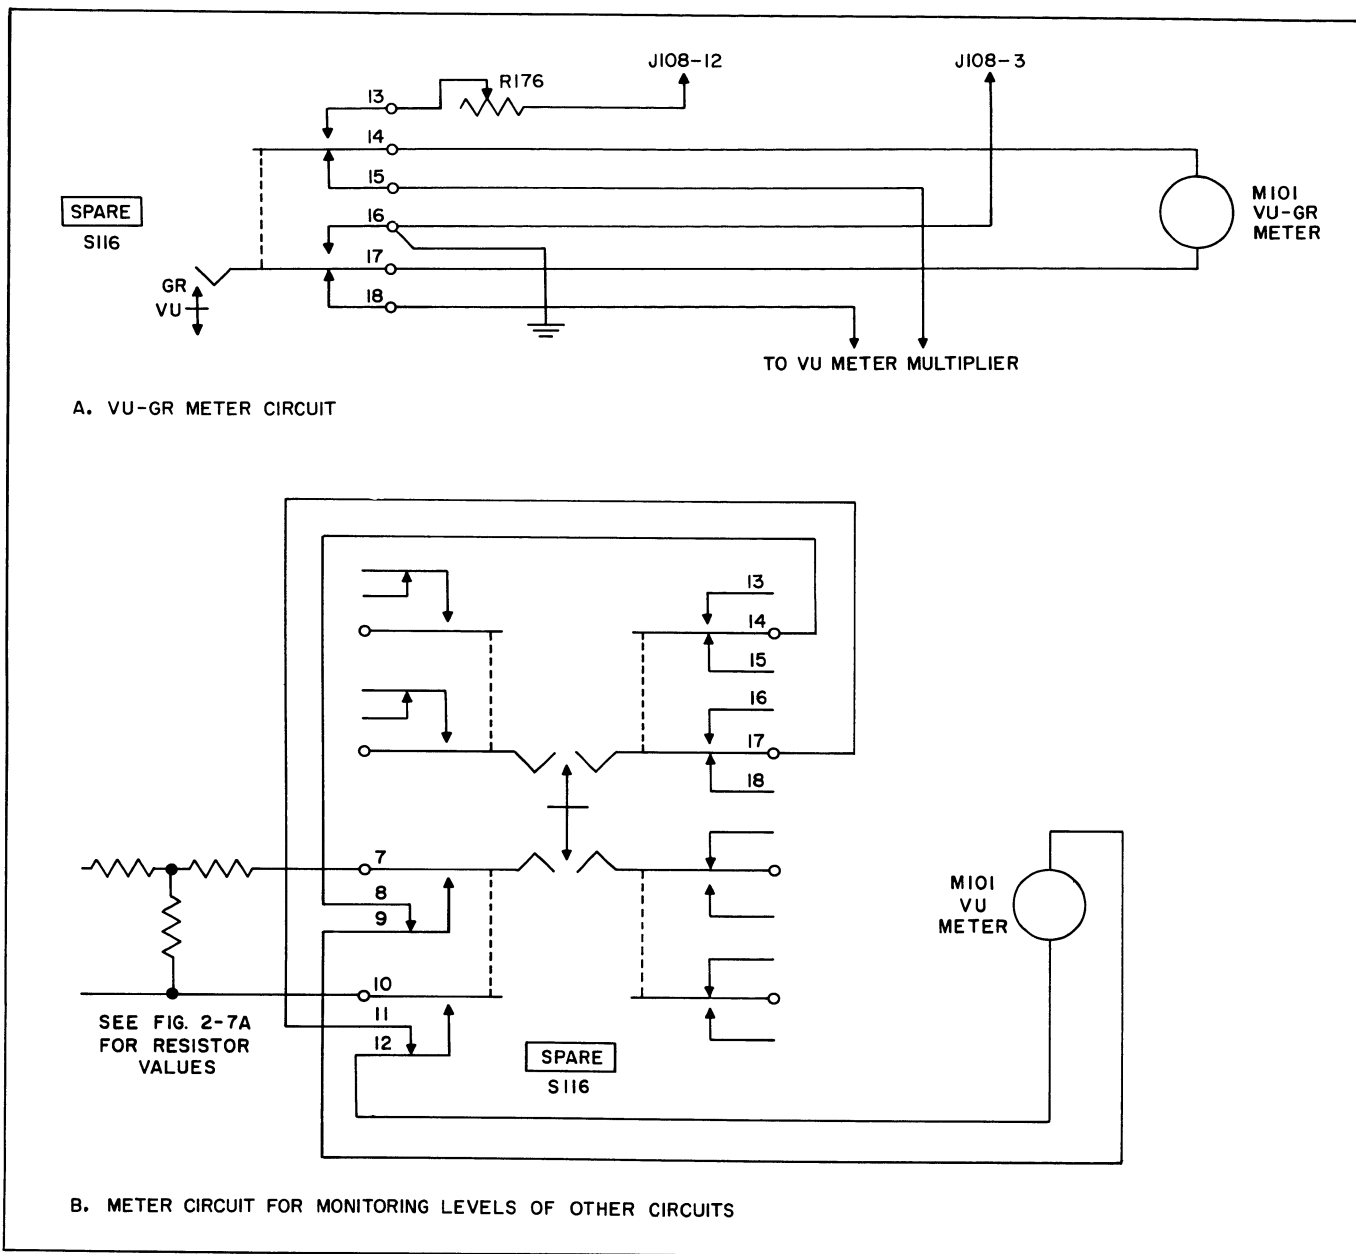 J108-12
J108-3
R176
13
14
15
16
17
18
SPARE
S116
GR
VU
M101
VU-GR
METER
TO VU METER MULTIPLIER
A. VU-GR METER CIRCUIT
13
14
15
16
17
18
7
8
9
10
11
12
M101
VU
METER
SEE FIG. 2-7A
FOR RESISTOR
VALUES
SPARE
S116
B. METER CIRCUIT FOR MONITORING LEVELS OF OTHER CIRCUITS